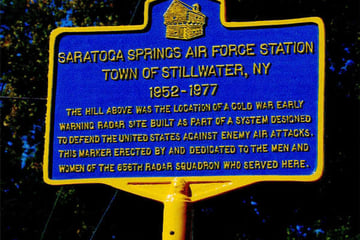 SARATOGA SPRINGS AIR FORCE STATION
TOWN OF STILLWATER, NY
1952-1977
THE HILL ABOVE WAS THE LOCATION OF A COLD WAR EARLY
WARNING RADAR SITE BUILT AS PART OF A SYSTEM DESIGNED
TO DEFEND THE UNITED STATES AGAINST ENEMY AIR ATTACKS.
THIS MARKER ERECTED BY AND DEDICATED TO THE MEN AND
WOMEN OF THE 656TH RADAR SQUADRON WHO SERVED HERE.